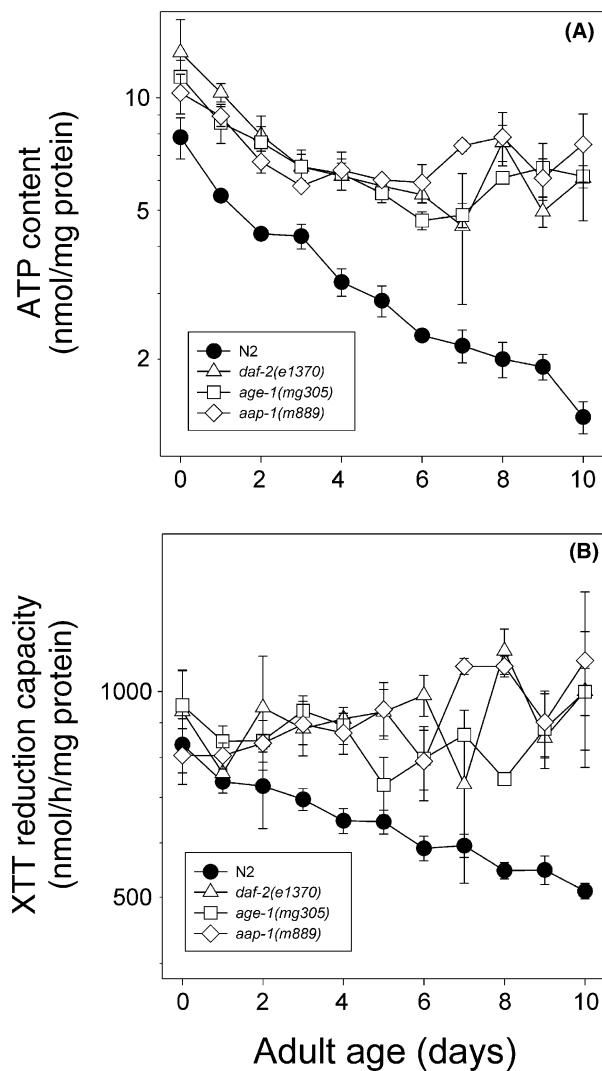 (A)
ATP content
(nmol/mg protein)
10
5
2
N2
daf-2(e1370)
age-1(mg305)
aap-1(m889)
0 2 4 6 8 10
(B)
XTT reduction capacity
(nmol/h/mg protein)
1000
500
N2
daf-2(e1370)
age-1(mg305)
aap-1(m889)
0 2 4 6 8 10
Adult age (days)